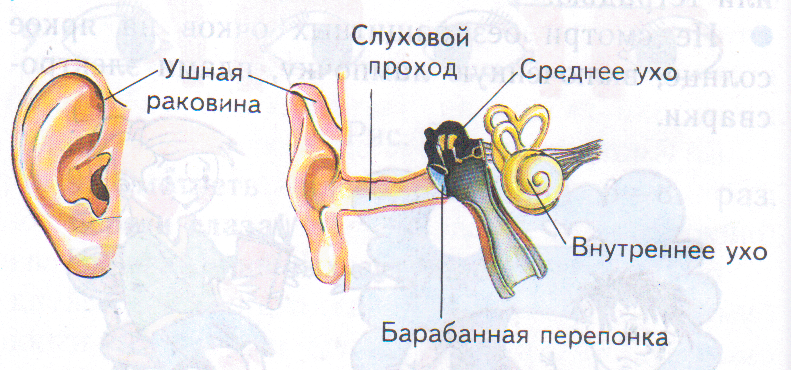 Ушная
раковина
Слуховой
проход
Среднее ухо
Внутреннее ухо
Барабанная перепонка